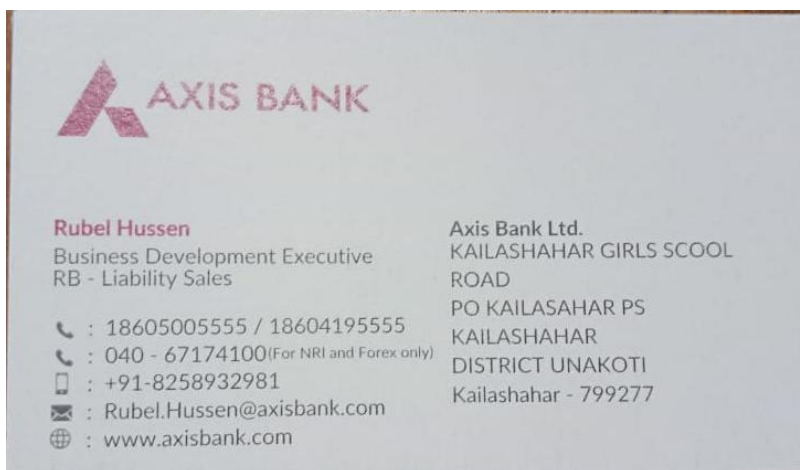 AXIS BANK
Rubel Hussen
Business Development Executive
RB - Liability Sales
: 18605005555 / 18604195555
: 040 - 67174100(For NRI and Forex only)
: +91-8258932981
: Rubel.Hussen@axisbank.com
: www.axisbank.com
Axis Bank Ltd.
KAILASHAHAR GIRLS SCOOL
ROAD
PO KAILASAHAR PS
KAILASHAHAR
DISTRICT UNAKOTI
Kailashahar - 799277